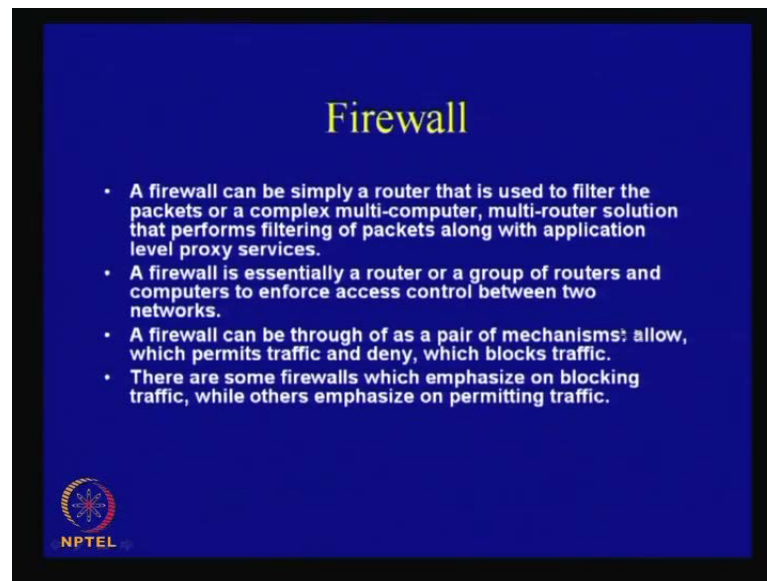 Firewall
• A firewall can be simply a router that is used to filter the
packets or a complex multi-computer, multi-router solution
that performs filtering of packets along with application
level proxy services.
• A firewall is essentially a router or a group of routers and
computers to enforce access control between two
networks.
• A firewall can be through of as a pair of mechanisms: allow,
which permits traffic and deny, which blocks traffic.
• There are some firewalls which emphasize on blocking
traffic, while others emphasize on permitting traffic.
NPTEL